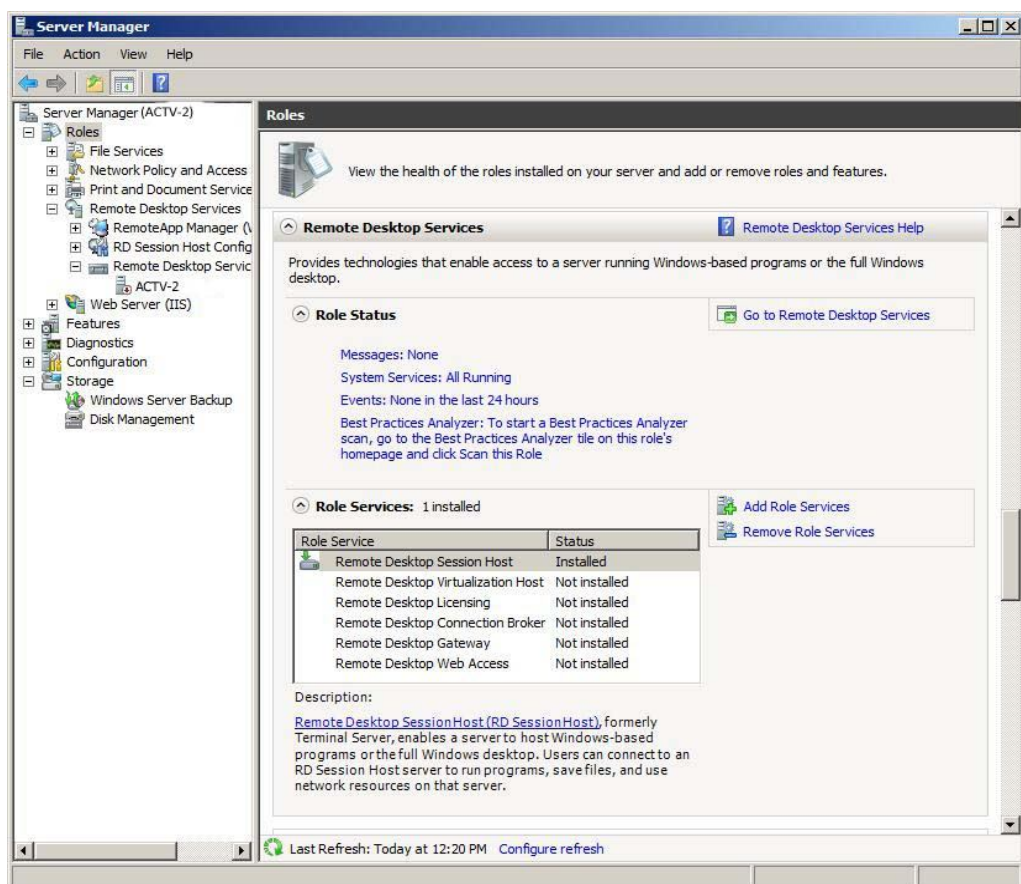 Server Manager
File Action View Help
Server Manager (ACTV-2)
Roles
File Services
Network Policy and Access
Print and Document Service
Remote Desktop Services
RemoteApp Manager (
RD Session Host Config
Remote Desktop Servic
ACTV-2
Web Server (IIS)
Features
Diagnostics
Configuration
Storage
Windows Server Backup
Disk Management
Roles
View the health of the roles installed on your server and add or remove roles and features.
Remote Desktop Services
Remote Desktop Services Help
Provides technologies that enable access to a server running Windows-based programs or the full Windows
desktop.
Role Status
Go to Remote Desktop Services
Messages: None
System Services: All Running
Events: None in the last 24 hours
Best Practices Analyzer: To start a Best Practices Analyzer
scan, go to the Best Practices Analyzer tile on this role's
homepage and click Scan this Role
Role Services: 1 installed
Add Role Services
Remove Role Services
Role Service Status
Remote Desktop Session Host Installed
Remote Desktop Virtualization Host Not installed
Remote Desktop Licensing Not installed
Remote Desktop Connection Broker Not installed
Remote Desktop Gateway Not installed
Remote Desktop Web Access Not installed
Description:
Remote Desktop Session Host (RD Session Host), formerly
Terminal Server, enables a server to host Windows-based
programs or the full Windows desktop. Users can connect to an
RD Session Host server to run programs, save files, and use
network resources on that server.
Last Refresh: Today at 12:20 PM Configure refresh